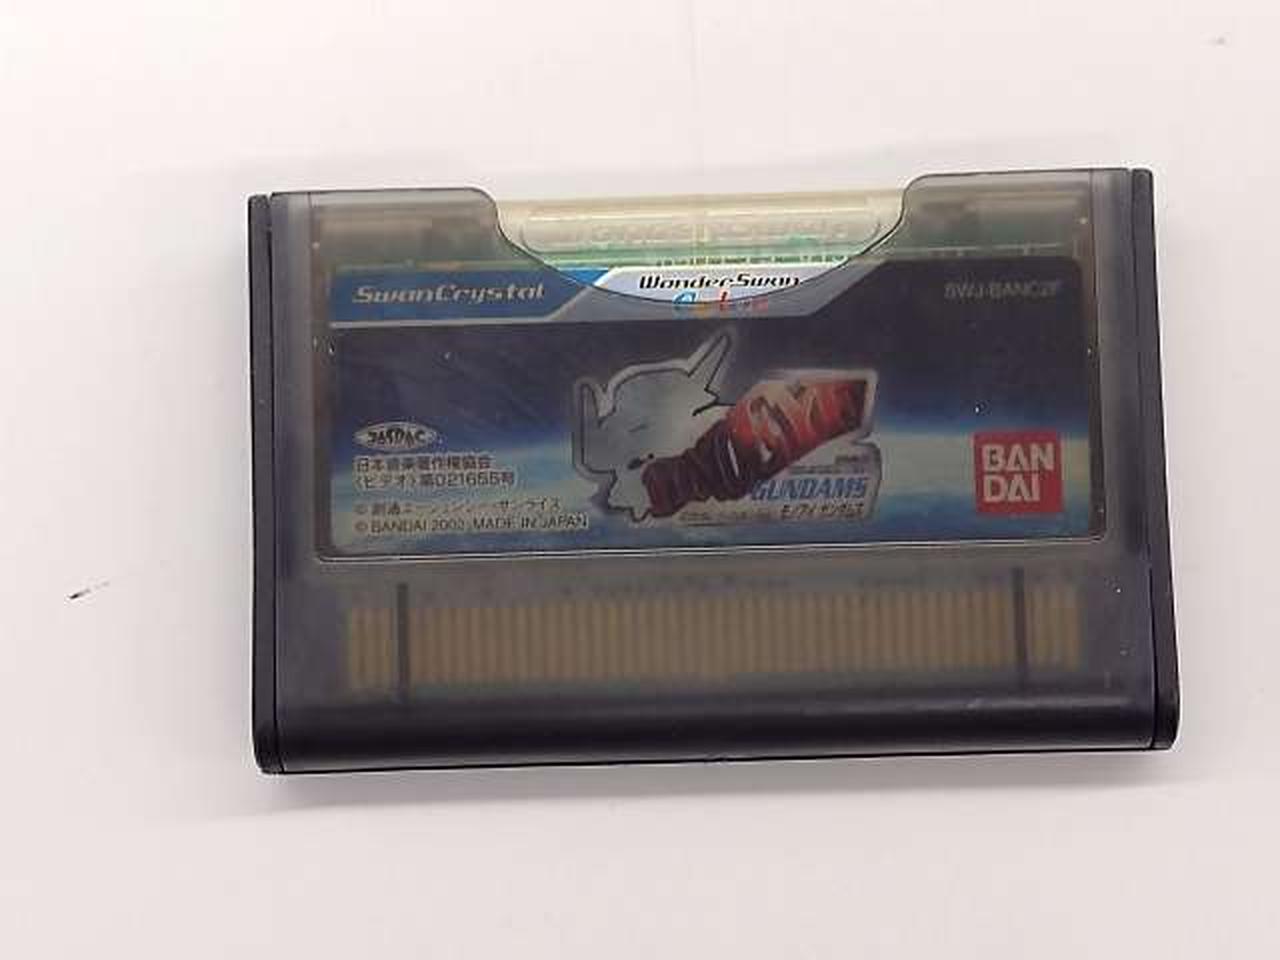 SwanCrystal
WonderSwan
Color
SWJ-BANC2F
JASRAC
日本音楽著作権協会
(ビデオ)第021655号
© 創通エージェンシー・サンライズ
© BANDAI 2002 MADE IN JAPAN
GUNDAMS
BAN
DAI